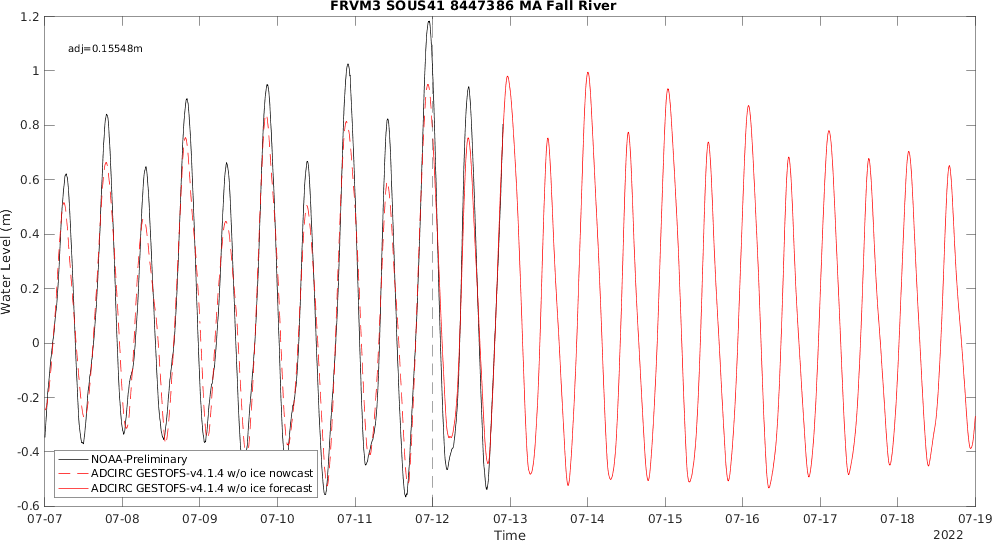 FRVM3 SOUS41 8447386 MA Fall River
adj=0.15548m
Water Level (m)
1.2
1
0.8
0.6
0.4
0.2
0
-0.2
-0.4
-0.6
NOAA-Preliminary
ADCIRC GESTOFS-v4.1.4 w/o ice nowcast
ADCIRC GESTOFS-v4.1.4 w/o ice forecast
07-07 07-08 07-09 07-10 07-11 07-12 07-13 07-14 07-15 07-16 07-17 07-18 07-19
Time
2022